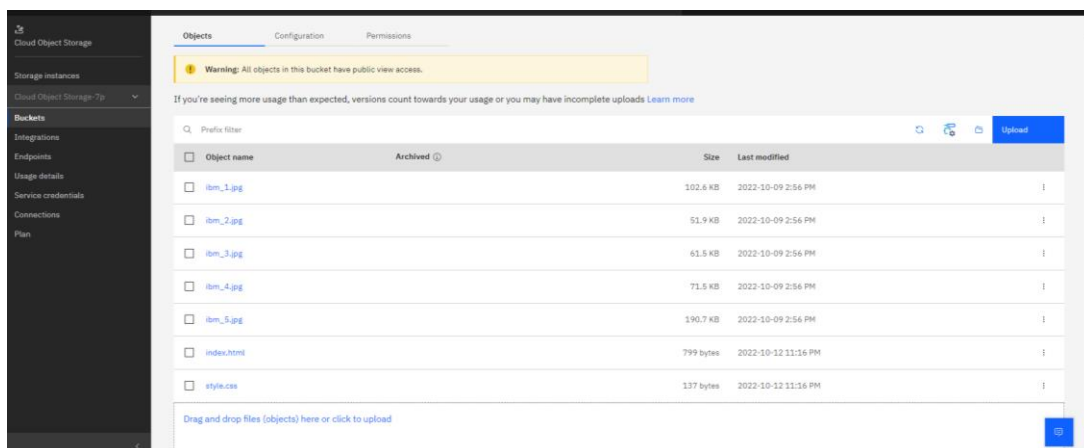 Cloud Object Storage
Storage instances
Cloud Object Storage-7p
Buckets
Integrations
Endpoints
Usage details
Service credentials
Connections
Plan
Objects Configuration Permissions
Warning: All objects in this bucket have public view access.
If you're seeing more usage than expected, versions count towards your usage or you may have incomplete uploads Learn more
Prefix filter Upload
Object name Archived Size Last modified
ibm_1.jpg 102.6 KB 2022-10-09 2:56 PM
ibm_2.jpg 51.9 KB 2022-10-09 2:56 PM
ibm_3.jpg 61.5 KB 2022-10-09 2:56 PM
ibm_4.jpg 71.5 KB 2022-10-09 2:56 PM
ibm_5.jpg 190.7 KB 2022-10-09 2:56 PM
index.html 799 bytes 2022-10-12 11:16 PM
style.css 137 bytes 2022-10-12 11:16 PM
Drag and drop files (objects) here or click to upload